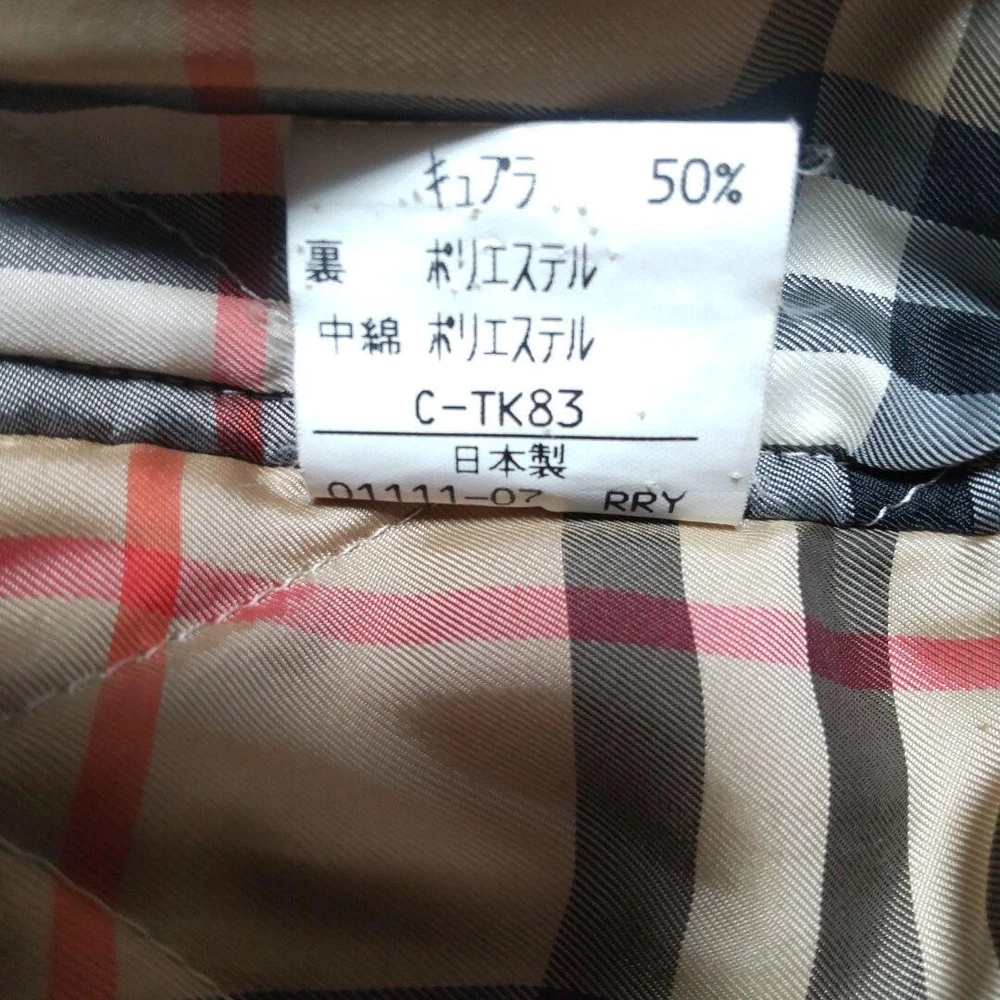 キュプラ 50%
裏 ポリエステル
中綿 ポリエステル
C-TK83
日本製
01111-07 RRY